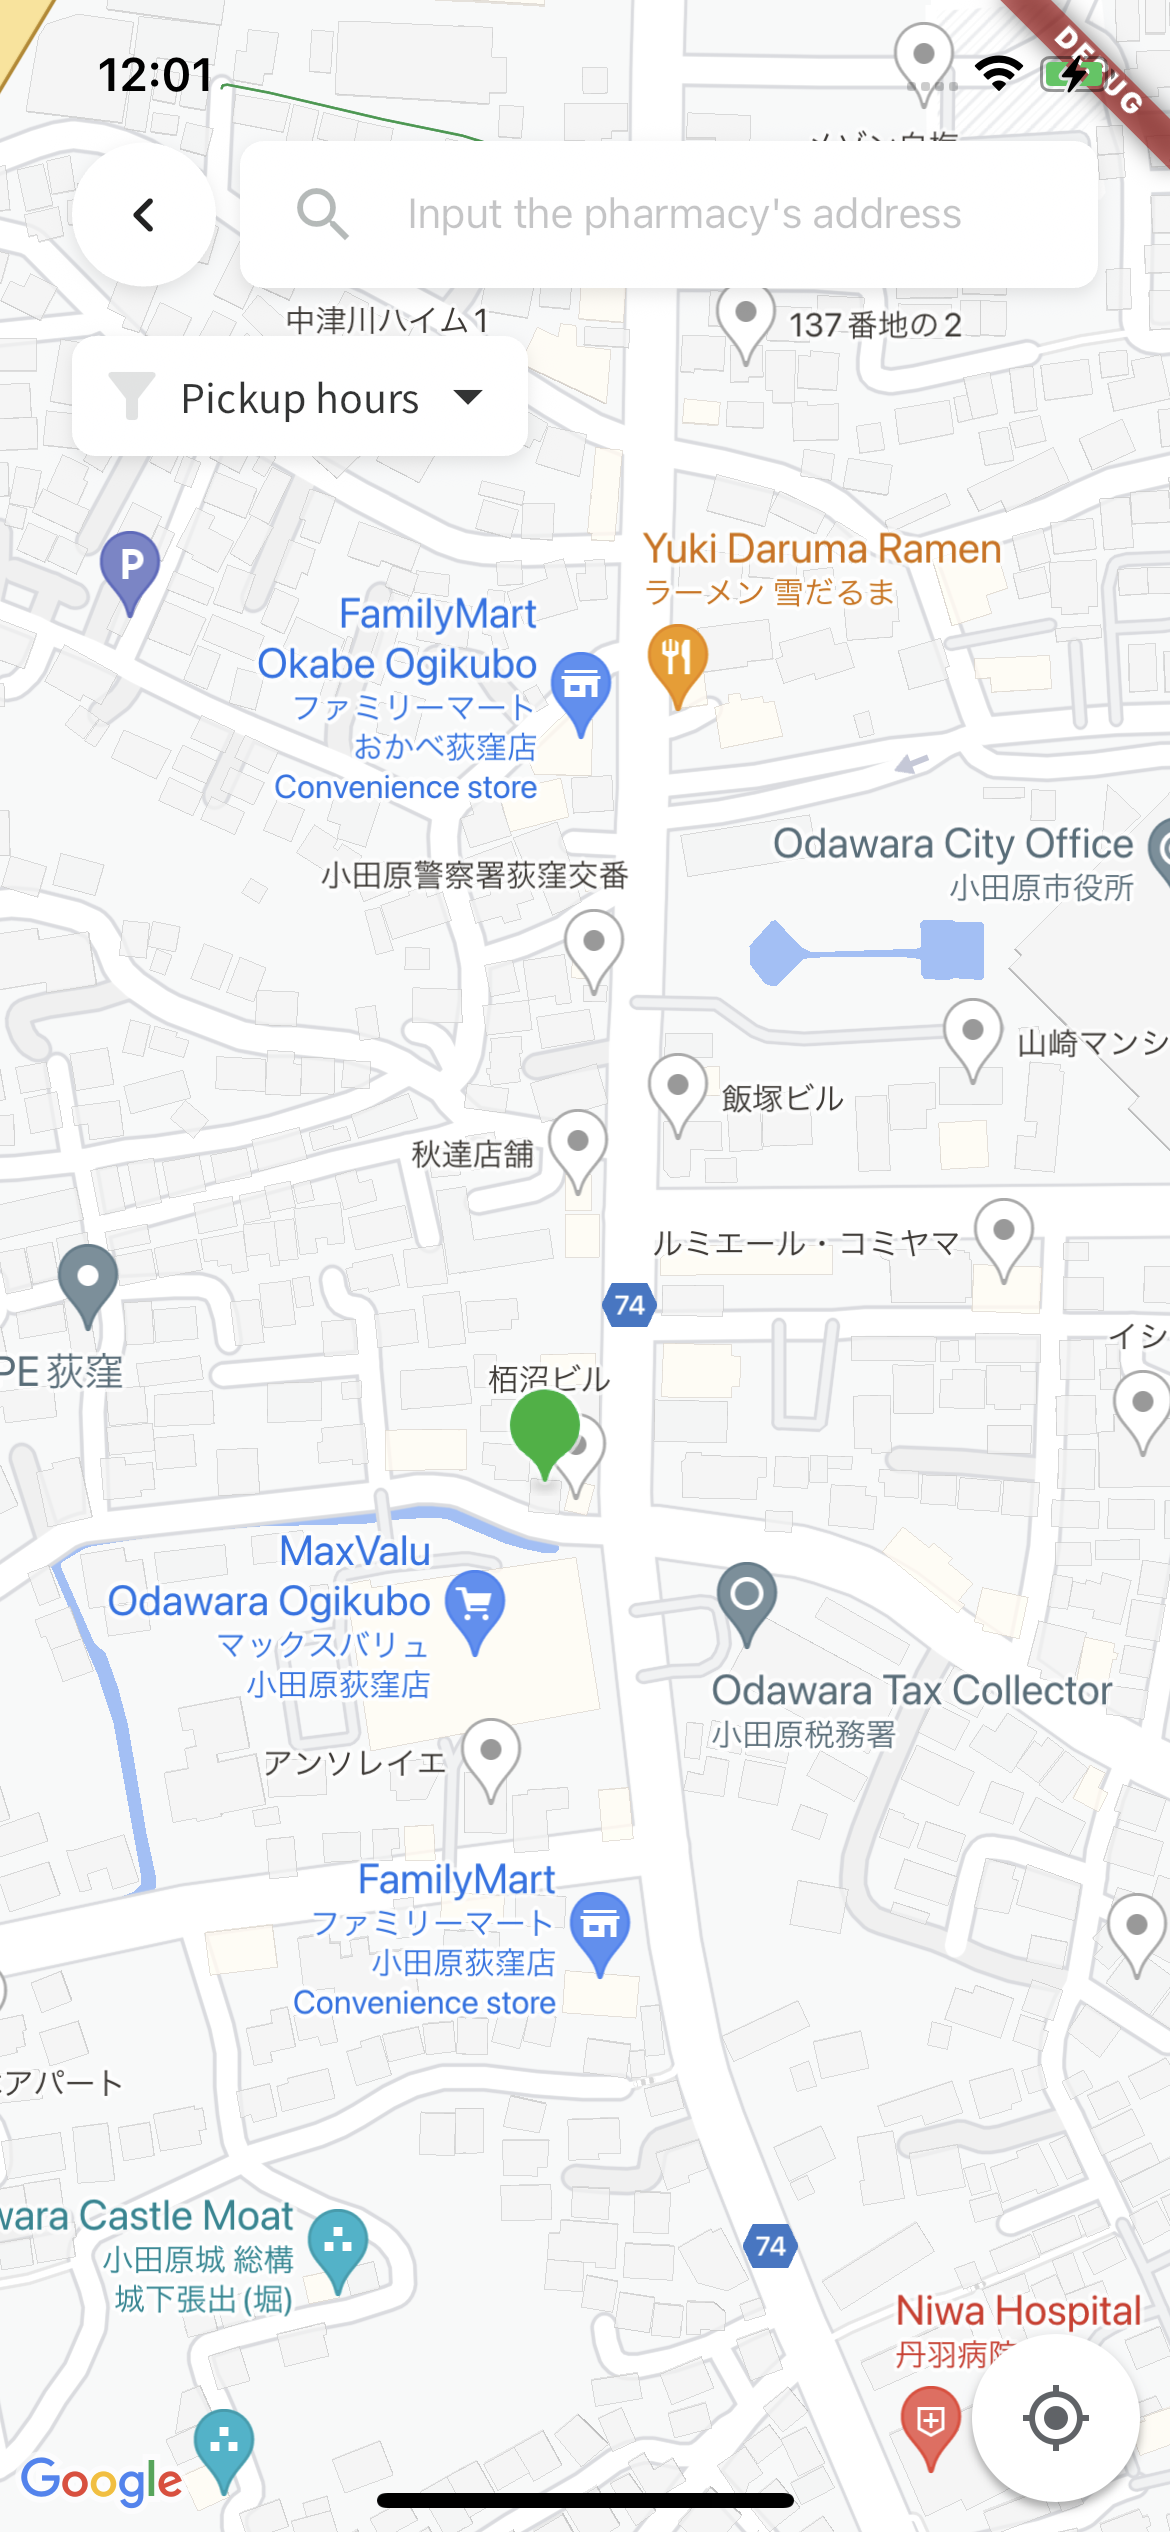 12:01
DEBUG
Input the pharmacy's address
中津川ハイム1
137番地の2
Pickup hours
P
Yuki Daruma Ramen
ラーメン 雪だるま
FamilyMart
Okabe Ogikubo
ファミリーマート
おかべ荻窪店
Convenience store
Odawara City Office
小田原市役所
小田原警察署荻窪交番
山崎マンシ
飯塚ビル
秋達店舗
ルミエール・コミヤマ
74
イシ
PE 荻窪
栢沼ビル
MaxValu
Odawara Ogikubo
マックスバリュ
小田原荻窪店
Odawara Tax Collector
小田原税務署
アンソレイエ
FamilyMart
ファミリーマート
小田原荻窪店
Convenience store
アパート
wara Castle Moat
小田原城 総構
城下張出(堀)
74
Niwa Hospital
丹羽病院
Google